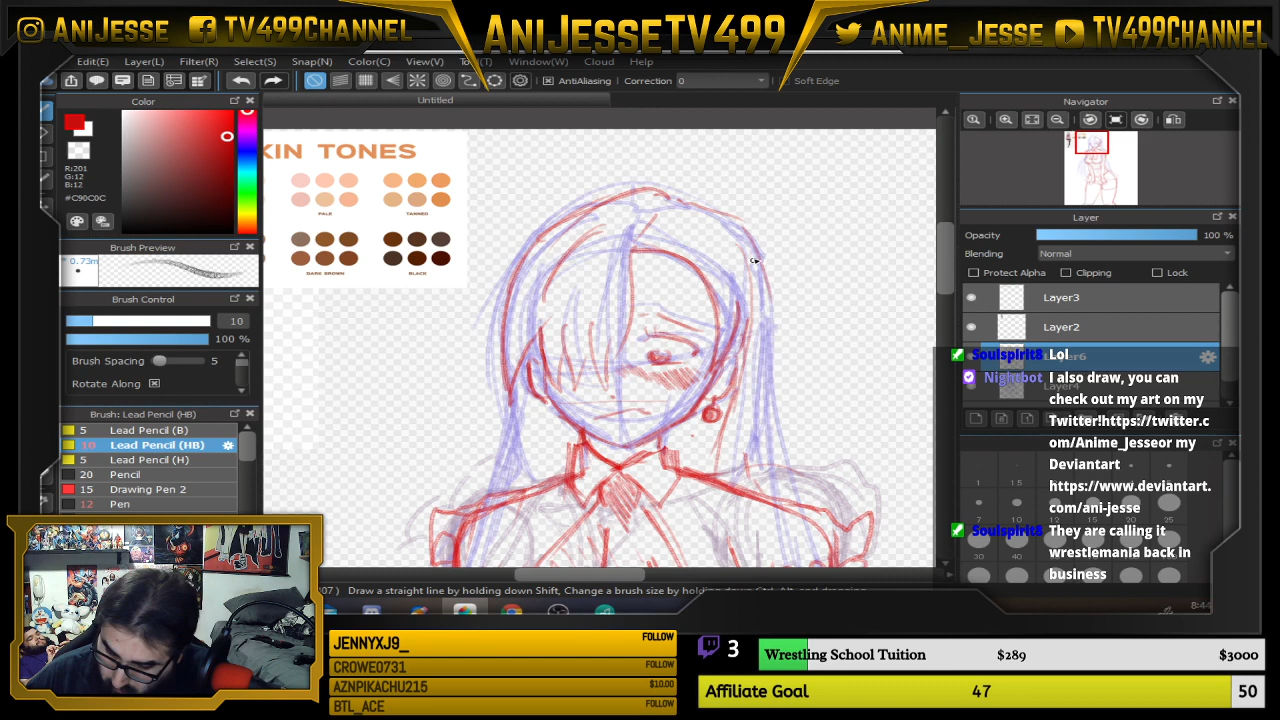 AniJesse
TV499Channel
AniJesseTV499
Anime_Jesse
TV499Channel
Edit(E) Layer(L) Filter(R) Select(S) Snap(N) Color(C) View(V) Window(W) Cloud Help
AntiAliasing Correction 0 Soft Edge
Color
Untitled
Navigator
R:201
G:12
B:12
#C90C0C
KIN TONES
PALE
TANNED
DARK BROWN
BLACK
Brush Preview
0.73m
Brush Control
10
100 %
Brush Spacing 5
Rotate Along
Brush: Lead Pencil (HB)
5 Lead Pencil (B)
10 Lead Pencil (HB)
5 Lead Pencil (H)
20 Pencil
15 Drawing Pen 2
12 Pen
Layer
Opacity 100 %
Blending Normal
Protect Alpha Clipping Lock
Layer3
Layer2
Soulspirit8 Lol
Nightbot I also draw, you can
check out my art on my
Twitter!https://twitter.c
om/Anime_Jesseor my
Deviantart
https://www.deviantart.
com/ani-jesse
Soulspirit8 They are calling it
wrestlemania back in
business
Draw a straight line by holding down Shift, Change a brush size by holding down Ctrl, Alt, and dragging
JENNYXJ9_ FOLLOW
CROWE0731 FOLLOW
AZNPIKACHU215 $10.00
BTL_ACE FOLLOW
3
Wrestling School Tuition $289 $3000
Affiliate Goal 47 50